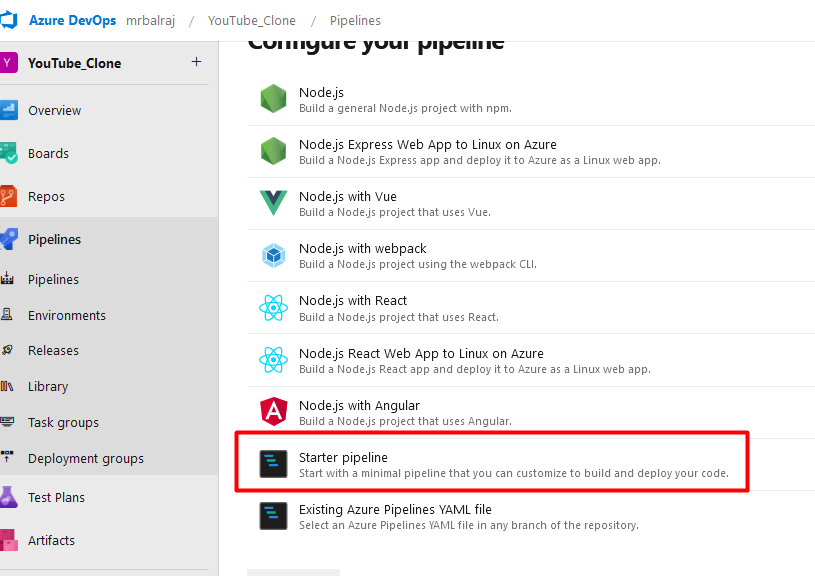 Azure DevOps mrbalraj / YouTube_Clone / Pipelines
Y YouTube_Clone +
Overview
Boards
Repos
Pipelines
Pipelines
Environments
Releases
Library
Task groups
Deployment groups
Test Plans
Artifacts
Configure your pipeline
Node.js
Build a general Node.js project with npm.
Node.js Express Web App to Linux on Azure
Build a Node.js Express app and deploy it to Azure as a Linux web app.
Node.js with Vue
Build a Node.js project that uses Vue.
Node.js with webpack
Build a Node.js project using the webpack CLI.
Node.js with React
Build a Node.js project that uses React.
Node.js React Web App to Linux on Azure
Build a Node.js React app and deploy it to Azure as a Linux web app.
Node.js with Angular
Build a Node.js project that uses Angular.
Starter pipeline
Start with a minimal pipeline that you can customize to build and deploy your code.
Existing Azure Pipelines YAML file
Select an Azure Pipelines YAML file in any branch of the repository.